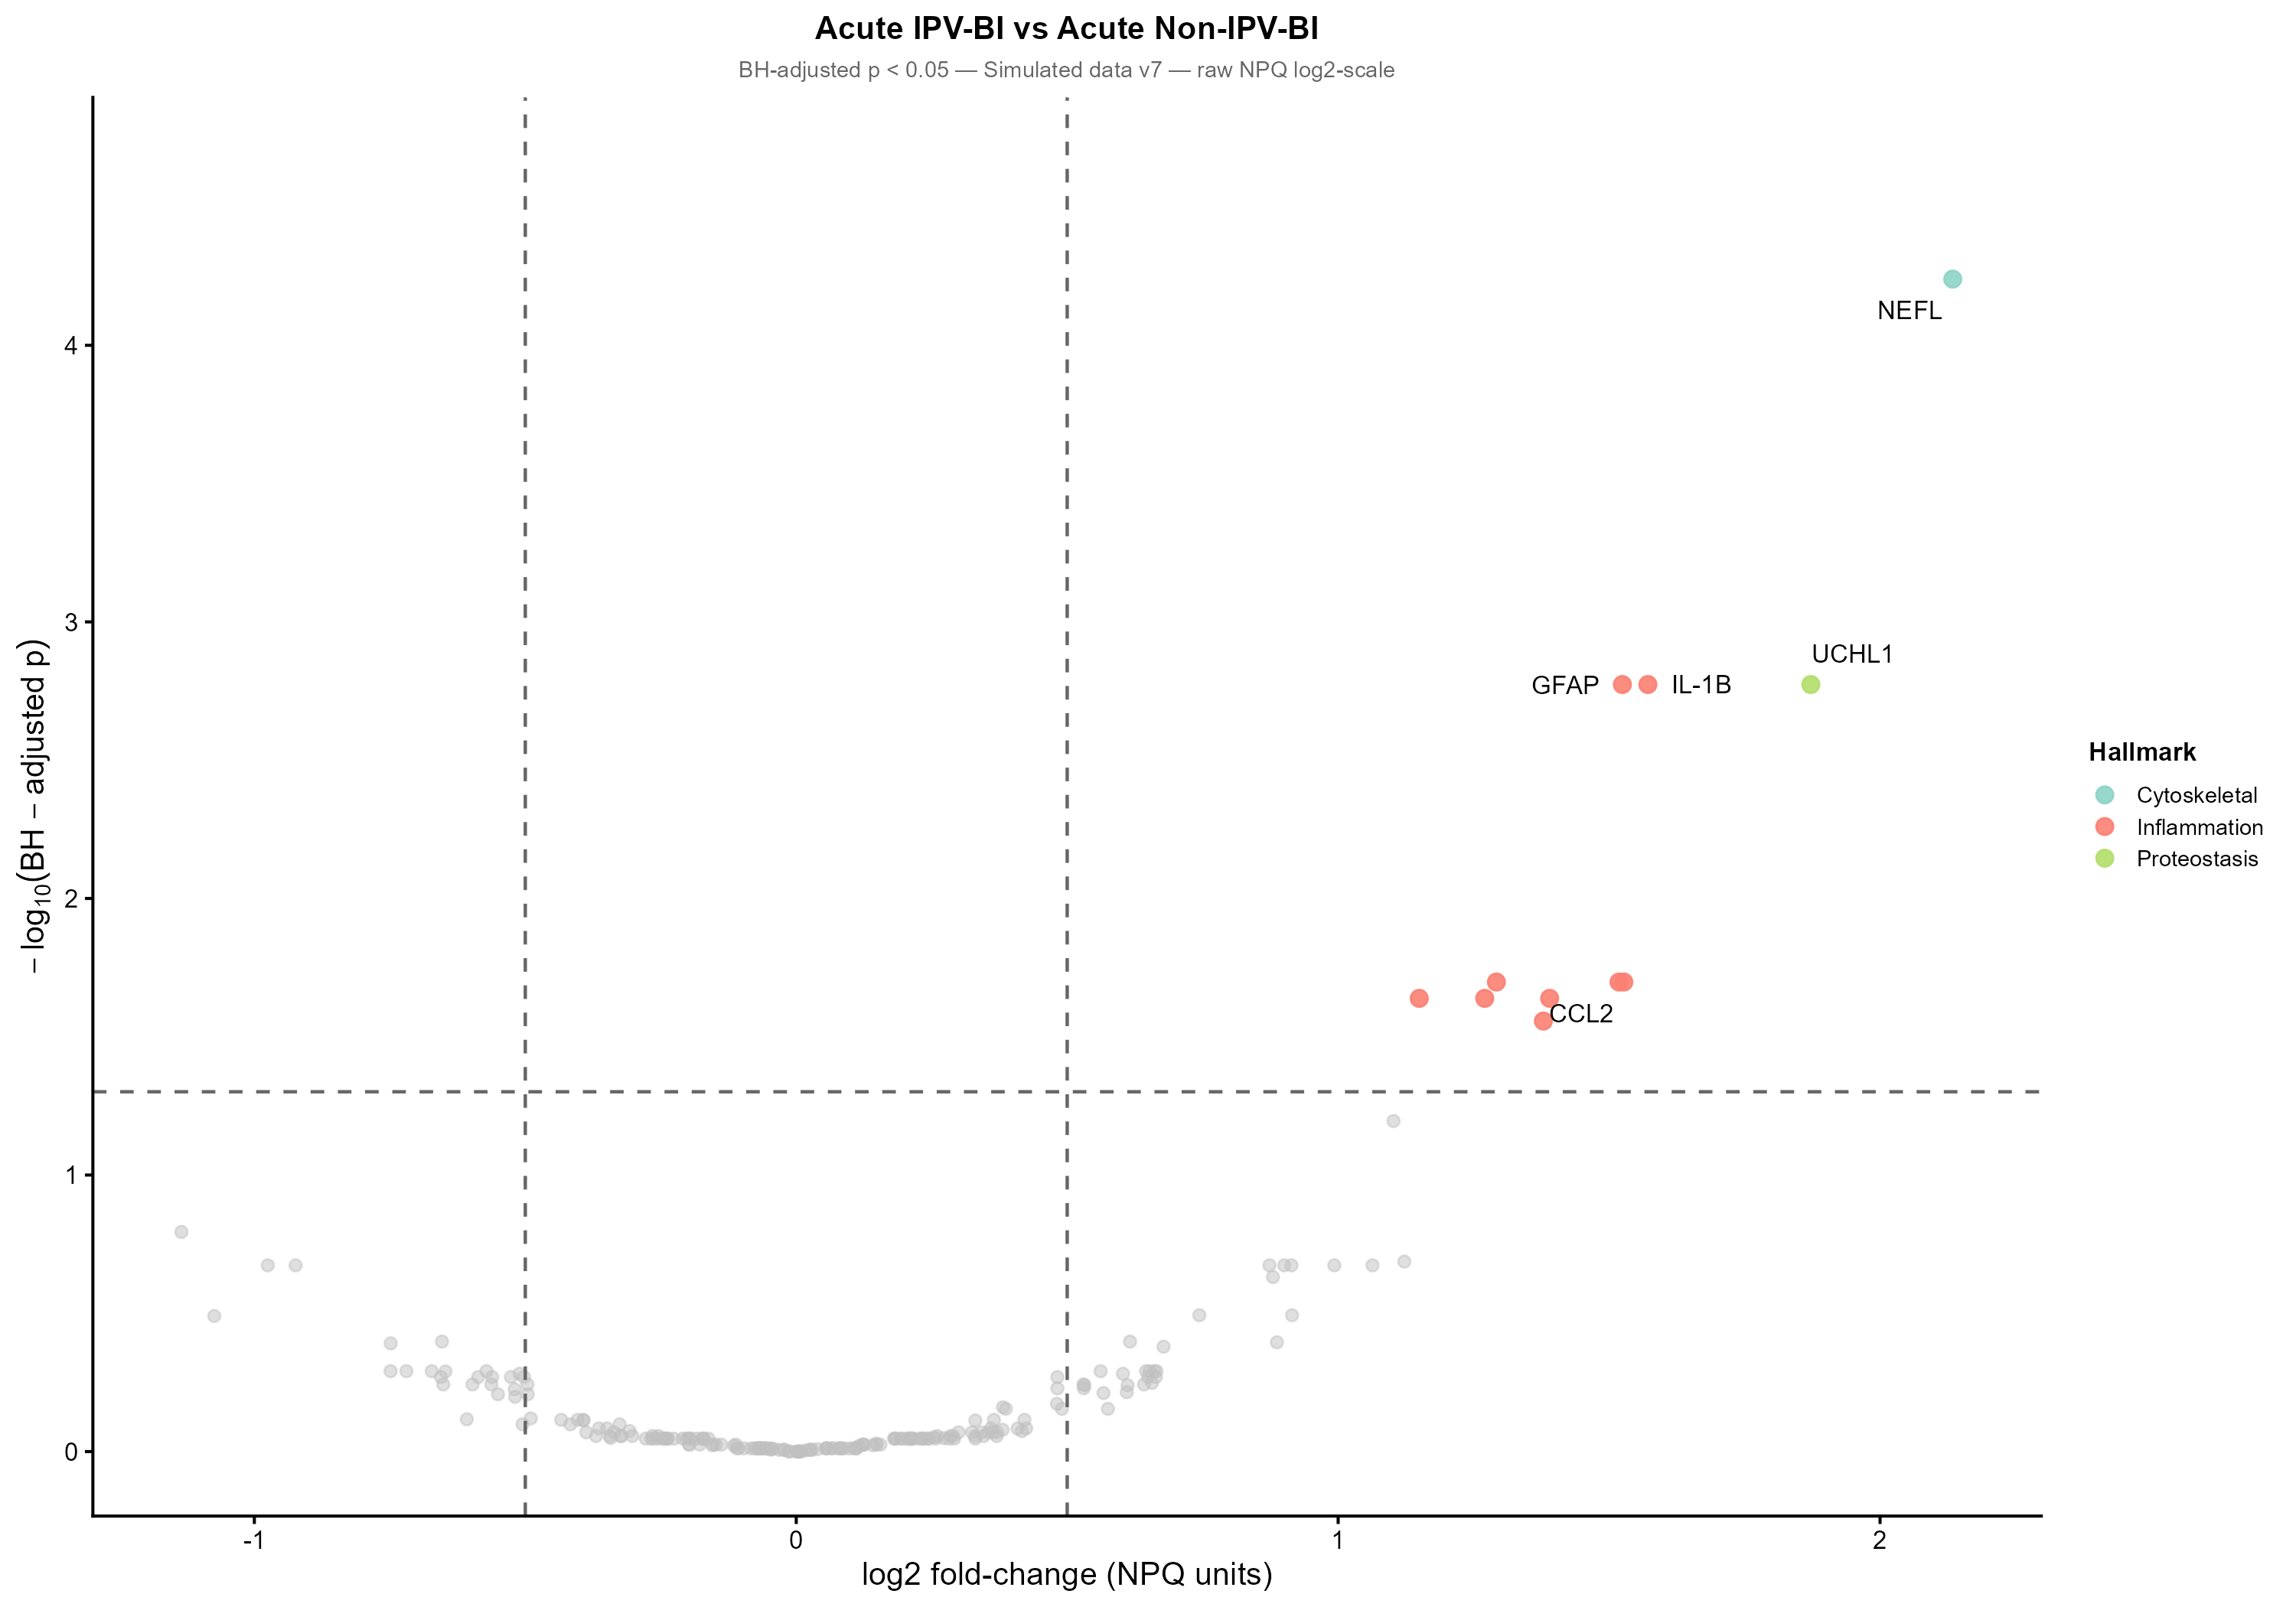 Acute IPV-BI vs Acute Non-IPV-BI
BH-adjusted p < 0.05 — Simulated data v7 — raw NPQ log2-scale
− log10(BH − adjusted p)
4
3
2
1
0
NEFL
UCHL1
GFAP
IL-1B
CCL2
-1
0
1
2
log2 fold-change (NPQ units)
Hallmark
Cytoskeletal
Inflammation
Proteostasis